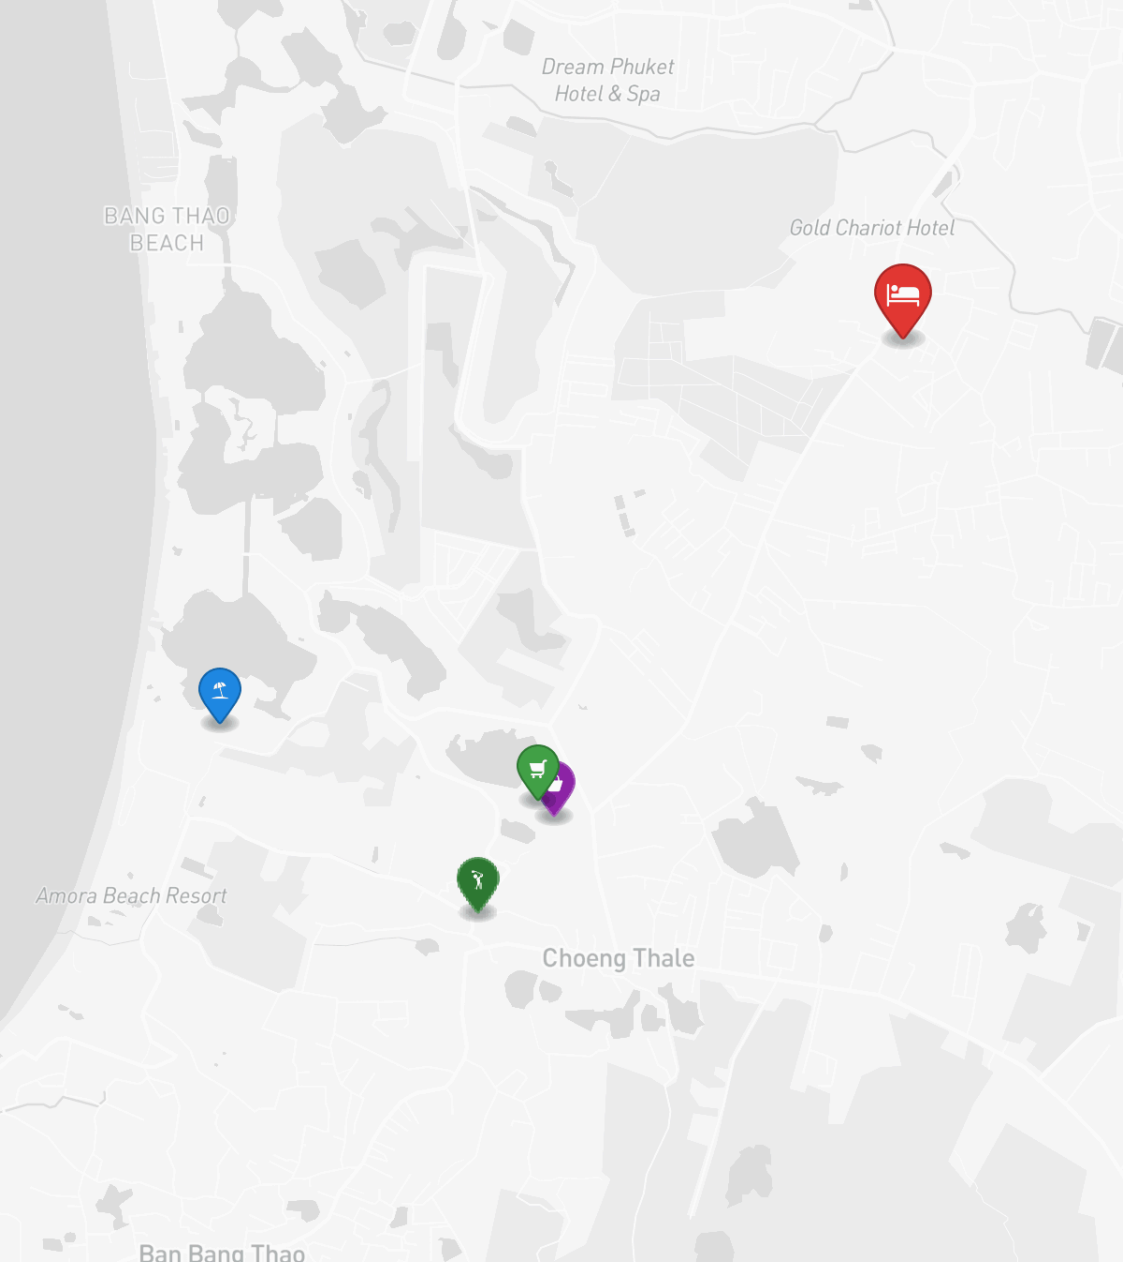 Dream Phuket
Hotel & Spa
BANG THAO
BEACH
Gold Chariot Hotel
Amora Beach Resort
Choeng Thale
Ban Bang Thao